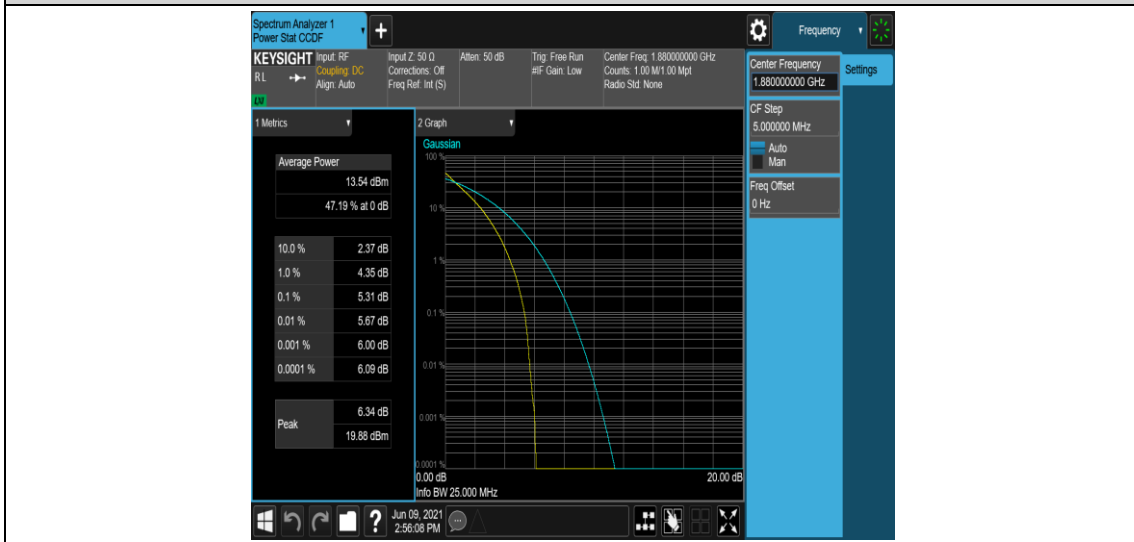 Spectrum Analyzer 1
Power Stat CCDF
+
Frequency
KEYSIGHT
RL
Input: RF
Coupling: DC
Align: Auto
Input Z: 50 Ω
Corrections: Off
Freq Ref: Int (S)
Atten: 50 dB
Trig: Free Run
#IF Gain: Low
Center Freq: 1.880000000 GHz
Counts: 1.00 M/1.00 Mpt
Radio Std: None
Center Frequency
1.880000000 GHz
Settings
CF Step
5.000000 MHz
Auto
Man
Freq Offset
0 Hz
1 Metrics
Average Power
13.54 dBm
47.19 % at 0 dB
10.0 % 2.37 dB
1.0 % 4.35 dB
0.1 % 5.31 dB
0.01 % 5.67 dB
0.001 % 6.00 dB
0.0001 % 6.09 dB
Peak
6.34 dB
19.88 dBm
2 Graph
Gaussian
100 %
10 %
1 %
0.1 %
0.01 %
0.001 %
0.0001 %
0.00 dB 20.00 dB
Info BW 25.000 MHz
?
Jun 09, 2021
2:56:08 PM